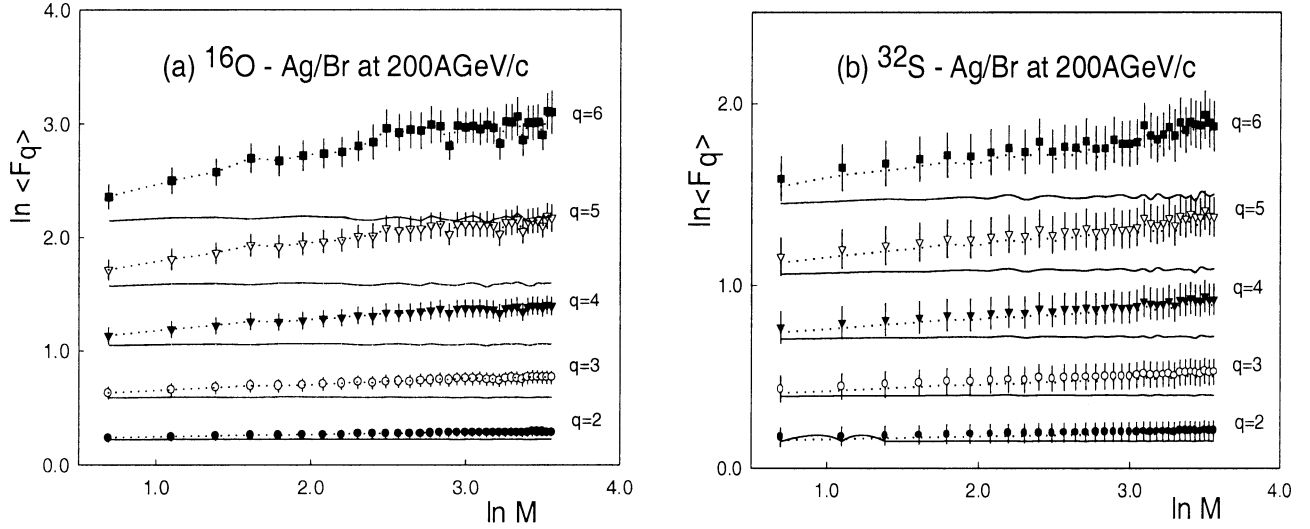 (a) ¹⁶O - Ag/Br at 200AGeV/c
ln <Fq>
4.0
3.0
2.0
1.0
0.0
q=6
q=5
q=4
q=3
q=2
1.0 2.0 3.0 4.0
ln M
(b) ³²S - Ag/Br at 200AGeV/c
ln<Fq>
2.0
1.0
0.0
q=6
q=5
q=4
q=3
q=2
1.0 2.0 3.0 4.0
ln M